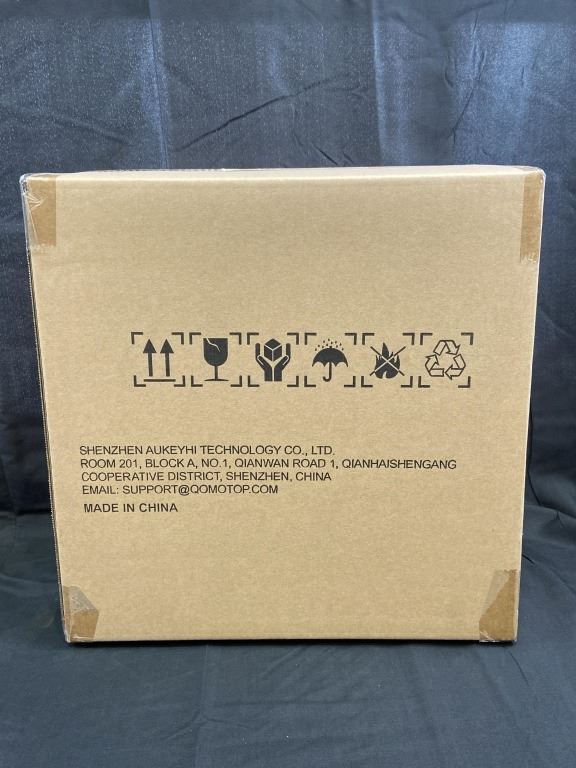 SHENZHEN AUKEYHI TECHNOLOGY CO., LTD.
ROOM 201, BLOCK A, NO.1, QIANWAN ROAD 1, QIANHAISHENGANG
COOPERATIVE DISTRICT, SHENZHEN, CHINA
EMAIL: SUPPORT@QOMOTOP.COM
MADE IN CHINA